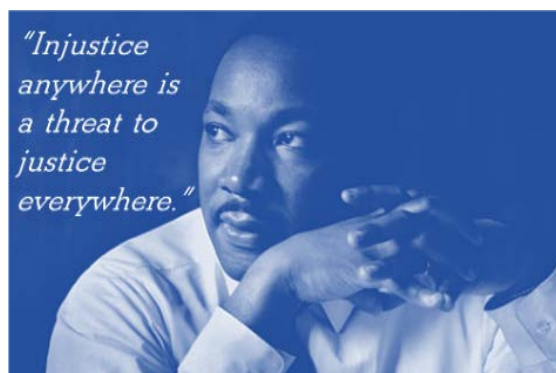 "Injustice
anywhere is
a threat to
justice
everywhere."